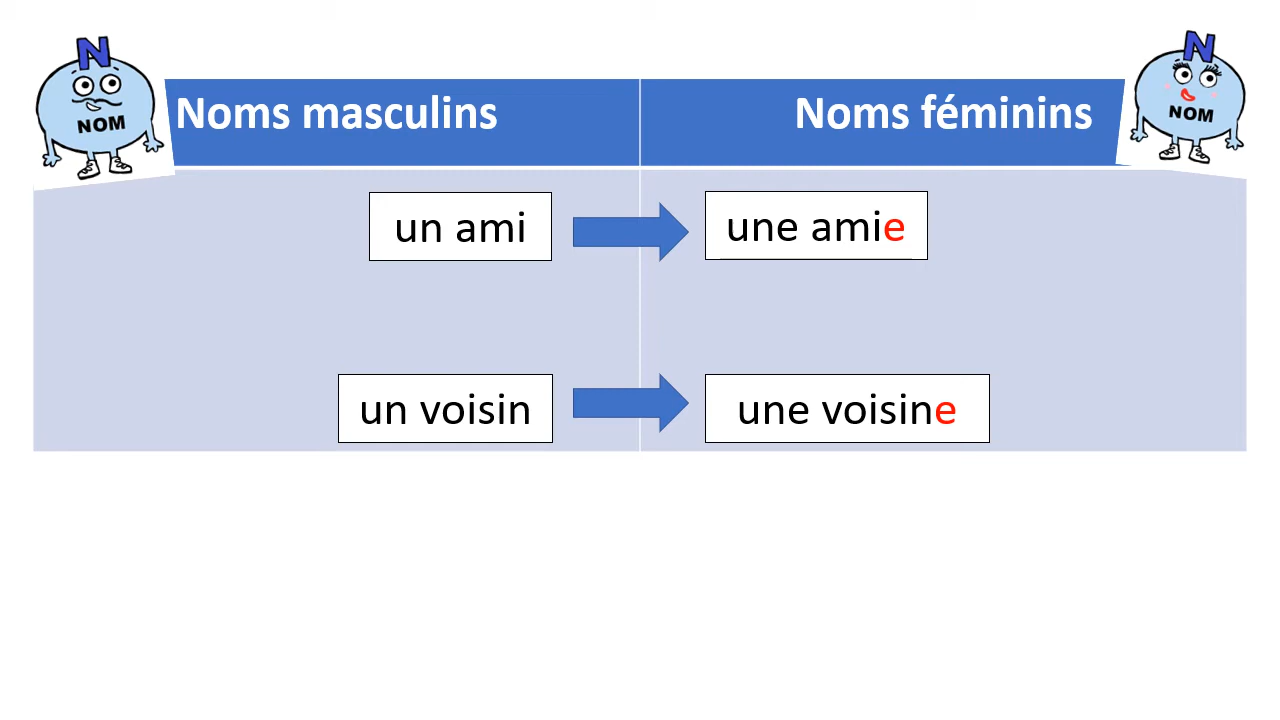 N
NOM
Noms masculins
Noms féminins
N
NOM
un ami
une amie
un voisin
une voisine